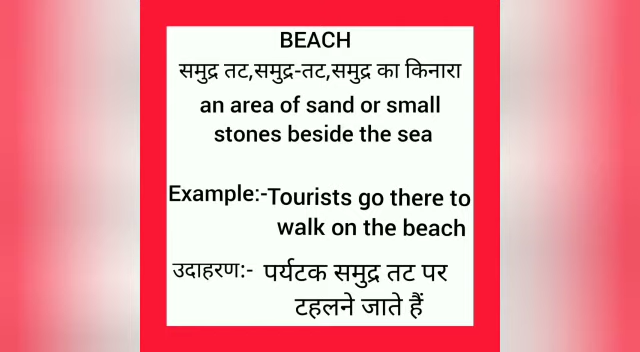 BEACH
समुद्र तट,समुद्र-तट,समुद्र का किनारा
an area of sand or small
stones beside the sea
Example:-Tourists go there to
walk on the beach
उदाहरण:- पर्यटक समुद्र तट पर
टहलने जाते हैं